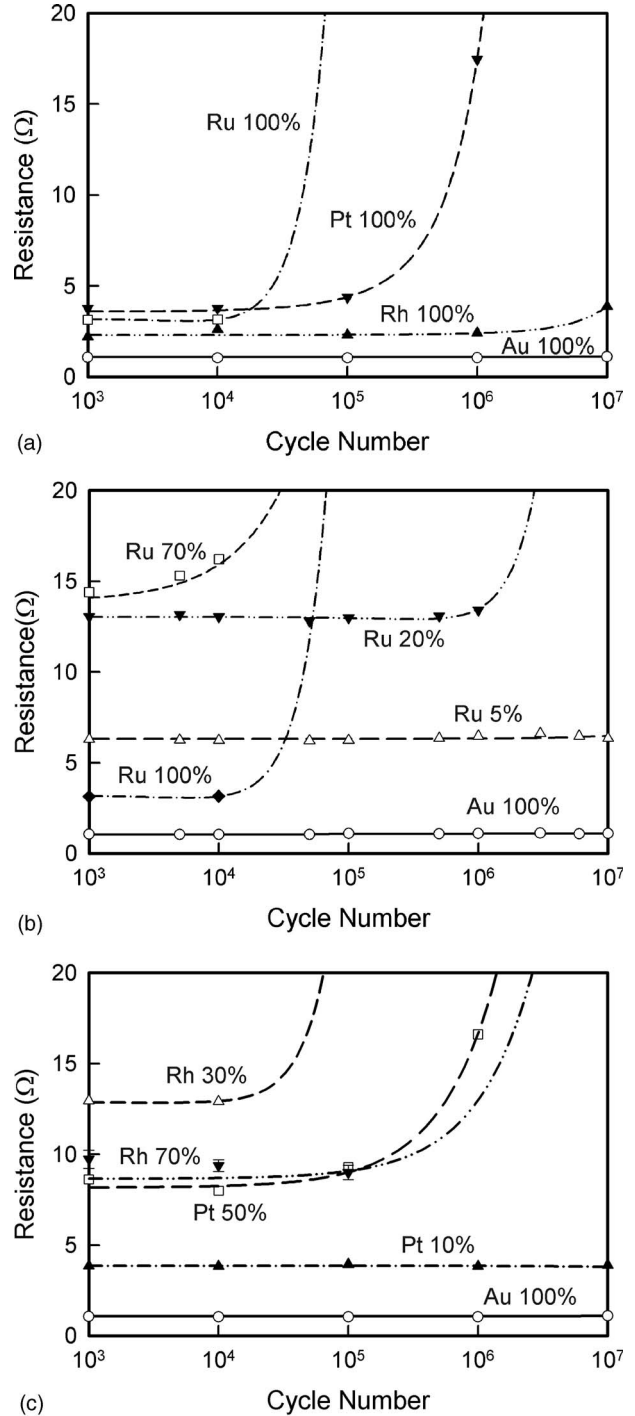 20
15
10
5
0
Resistance (Ω)
Ru 100%
Pt 100%
Rh 100%
Au 100%
10³ 10⁴ 10⁵ 10⁶ 10⁷
(a) Cycle Number
20
15
10
5
0
Resistance(Ω)
Ru 70%
Ru 20%
Ru 5%
Ru 100%
Au 100%
10³ 10⁴ 10⁵ 10⁶ 10⁷
(b) Cycle Number
20
15
10
5
0
Resistance (Ω)
Rh 30%
Rh 70%
Pt 50%
Pt 10%
Au 100%
10³ 10⁴ 10⁵ 10⁶ 10⁷
(c) Cycle Number